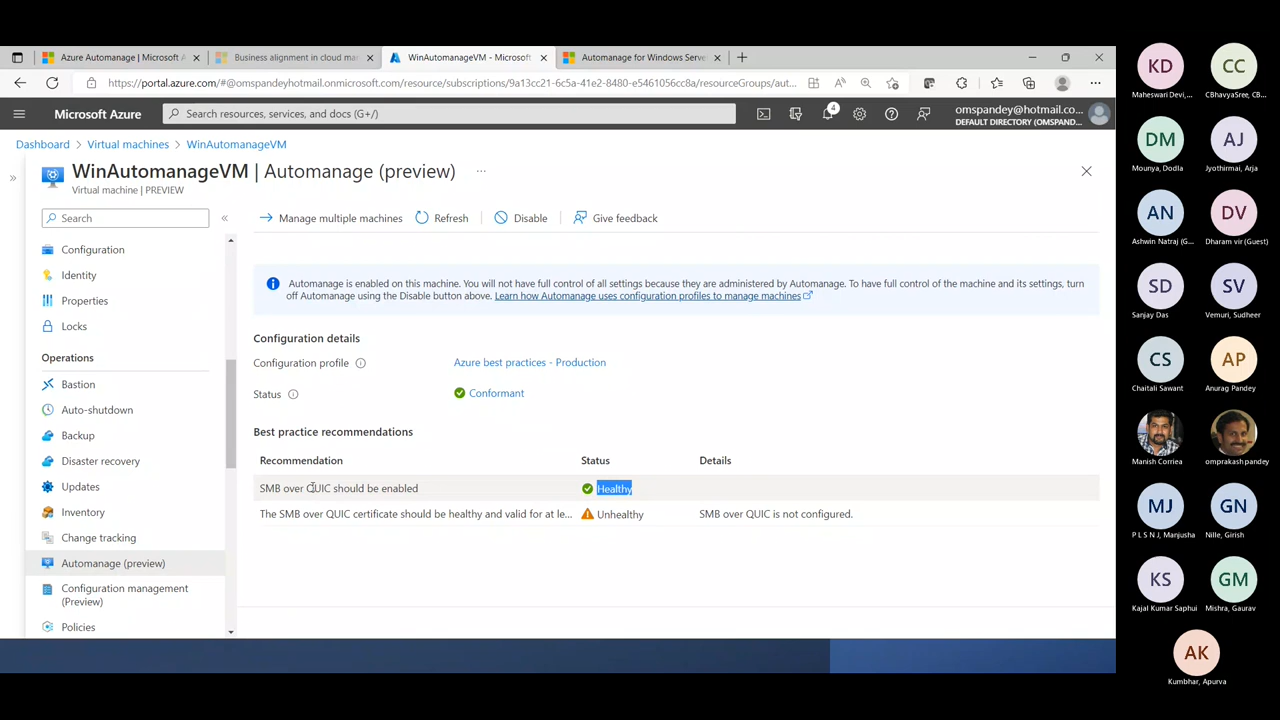 Azure Automanage | Microsoft A
Business alignment in cloud mar
WinAutomanageVM - Microsoft
Automanage for Windows Serve
https://portal.azure.com/#@omspandeyhotmail.onmicrosoft.com/resource/subscriptions/9a13cc21-6c5a-41e2-8480-e5461056cc8a/resourceGroups/aut...
Microsoft Azure
Search resources, services, and docs (G+/)
4
omspandey@hotmail.co...
DEFAULT DIRECTORY (OMSPAND...
Dashboard > Virtual machines > WinAutomanageVM
WinAutomanageVM | Automanage (preview) ...
Virtual machine | PREVIEW
Search
Configuration
Identity
Properties
Locks
Operations
Bastion
Auto-shutdown
Backup
Disaster recovery
Updates
Inventory
Change tracking
Automanage (preview)
Configuration management
(Preview)
Policies
Manage multiple machines
Refresh
Disable
Give feedback
Automanage is enabled on this machine. You will not have full control of all settings because they are administered by Automanage. To have full control of the machine and its settings, turn
off Automanage using the Disable button above. Learn how Automanage uses configuration profiles to manage machines
Configuration details
Configuration profile
Azure best practices - Production
Status
Conformant
Best practice recommendations
Recommendation Status Details
SMB over QUIC should be enabled Healthy
The SMB over QUIC certificate should be healthy and valid for at le... Unhealthy SMB over QUIC is not configured.
KD
Maheswari Devi,...
CC
CBhavyaSree, CB...
DM
Mounya, Dodla
AJ
Jyothirmai, Arja
AN
Ashwin Natraj (G...
DV
Dharam vir (Guest)
SD
Sanjay Das
SV
Vemuri, Sudheer
CS
Chaitali Sawant
AP
Anurag Pandey
Manish Corriea
omprakash pandey
MJ
P L S N J, Manjusha
GN
Nille, Girish
KS
Kajal Kumar Saphui
GM
Mishra, Gaurav
AK
Kumbhar, Apurva